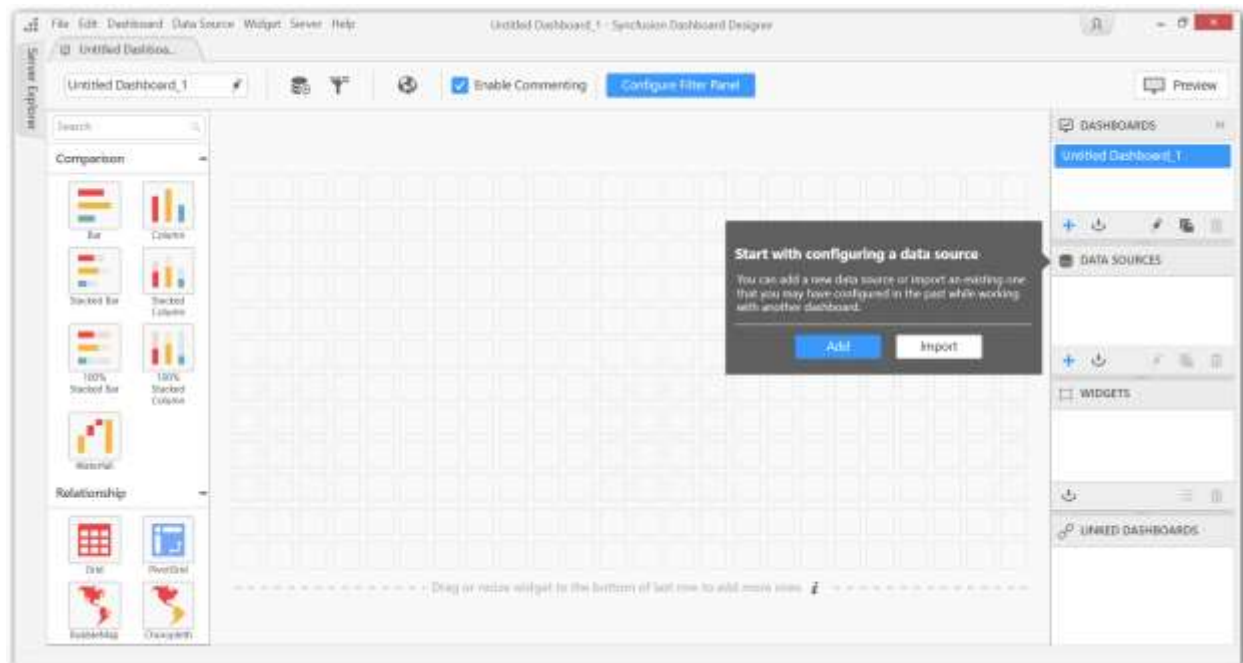 File Edit Dashboard Data Source Widget Server Help
Untitled Dashboard_1 - Syncfusion Dashboard Designer
Server Explorer
Untitled Dashboa...
Untitled Dashboard_1
Enable Commenting
Configure Filter Panel
Preview
Search
Comparison
Bar
Column
Stacked Bar
Stacked
Column
100%
Stacked Bar
100%
Stacked
Column
Waterfall
Relationship
Grid
PivotGrid
BubbleMap
Choropleth
Start with configuring a data source
You can add a new data source or import an existing one
that you may have configured in the past while working
with another dashboard.
Add
Import
Drag or resize widget to the bottom of last row to add more rows
DASHBOARDS
Untitled Dashboard_1
DATA SOURCES
WIDGETS
LINKED DASHBOARDS